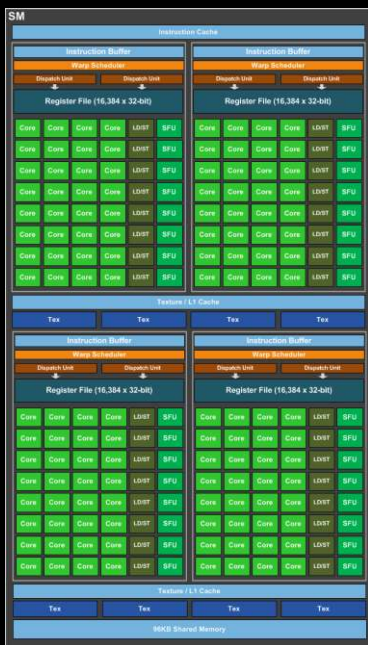 SM
Instruction Cache
Instruction Buffer Instruction Buffer
Warp Scheduler Warp Scheduler
Dispatch Unit Dispatch Unit Dispatch Unit Dispatch Unit
Register File (16,384 x 32-bit) Register File (16,384 x 32-bit)
Core Core Core Core LD/ST SFU Core Core Core Core LD/ST SFU
Core Core Core Core LD/ST SFU Core Core Core Core LD/ST SFU
Core Core Core Core LD/ST SFU Core Core Core Core LD/ST SFU
Core Core Core Core LD/ST SFU Core Core Core Core LD/ST SFU
Core Core Core Core LD/ST SFU Core Core Core Core LD/ST SFU
Core Core Core Core LD/ST SFU Core Core Core Core LD/ST SFU
Core Core Core Core LD/ST SFU Core Core Core Core LD/ST SFU
Core Core Core Core LD/ST SFU Core Core Core Core LD/ST SFU
Texture / L1 Cache
Tex Tex Tex Tex
Instruction Buffer Instruction Buffer
Warp Scheduler Warp Scheduler
Dispatch Unit Dispatch Unit Dispatch Unit Dispatch Unit
Register File (16,384 x 32-bit) Register File (16,384 x 32-bit)
Core Core Core Core LD/ST SFU Core Core Core Core LD/ST SFU
Core Core Core Core LD/ST SFU Core Core Core Core LD/ST SFU
Core Core Core Core LD/ST SFU Core Core Core Core LD/ST SFU
Core Core Core Core LD/ST SFU Core Core Core Core LD/ST SFU
Core Core Core Core LD/ST SFU Core Core Core Core LD/ST SFU
Core Core Core Core LD/ST SFU Core Core Core Core LD/ST SFU
Core Core Core Core LD/ST SFU Core Core Core Core LD/ST SFU
Core Core Core Core LD/ST SFU Core Core Core Core LD/ST SFU
Texture / L1 Cache
Tex Tex Tex Tex
96KB Shared Memory